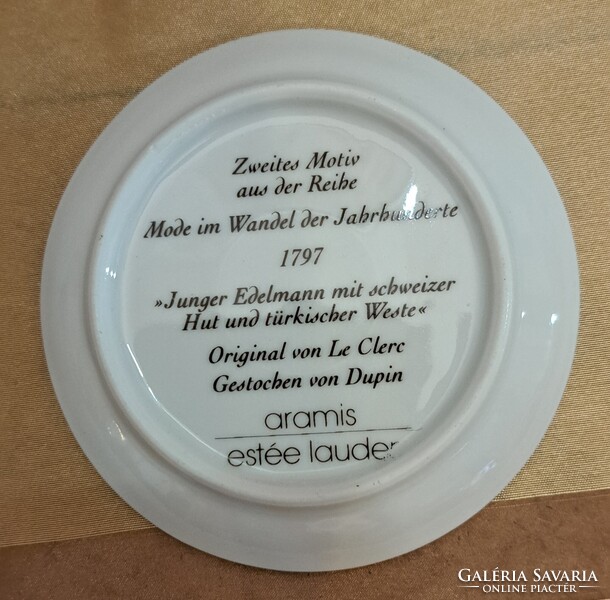 Zweites Motiv
aus der Reihe
Mode im Wandel der Jahrhunderte
1797
»Junger Edelmann mit schweizer
Hut und türkischer Weste«
Original von Le Clerc
Gestochen von Dupin
aramis
estée lauder
GALÉRIA SAVARIA
ONLINE PIACTÉR